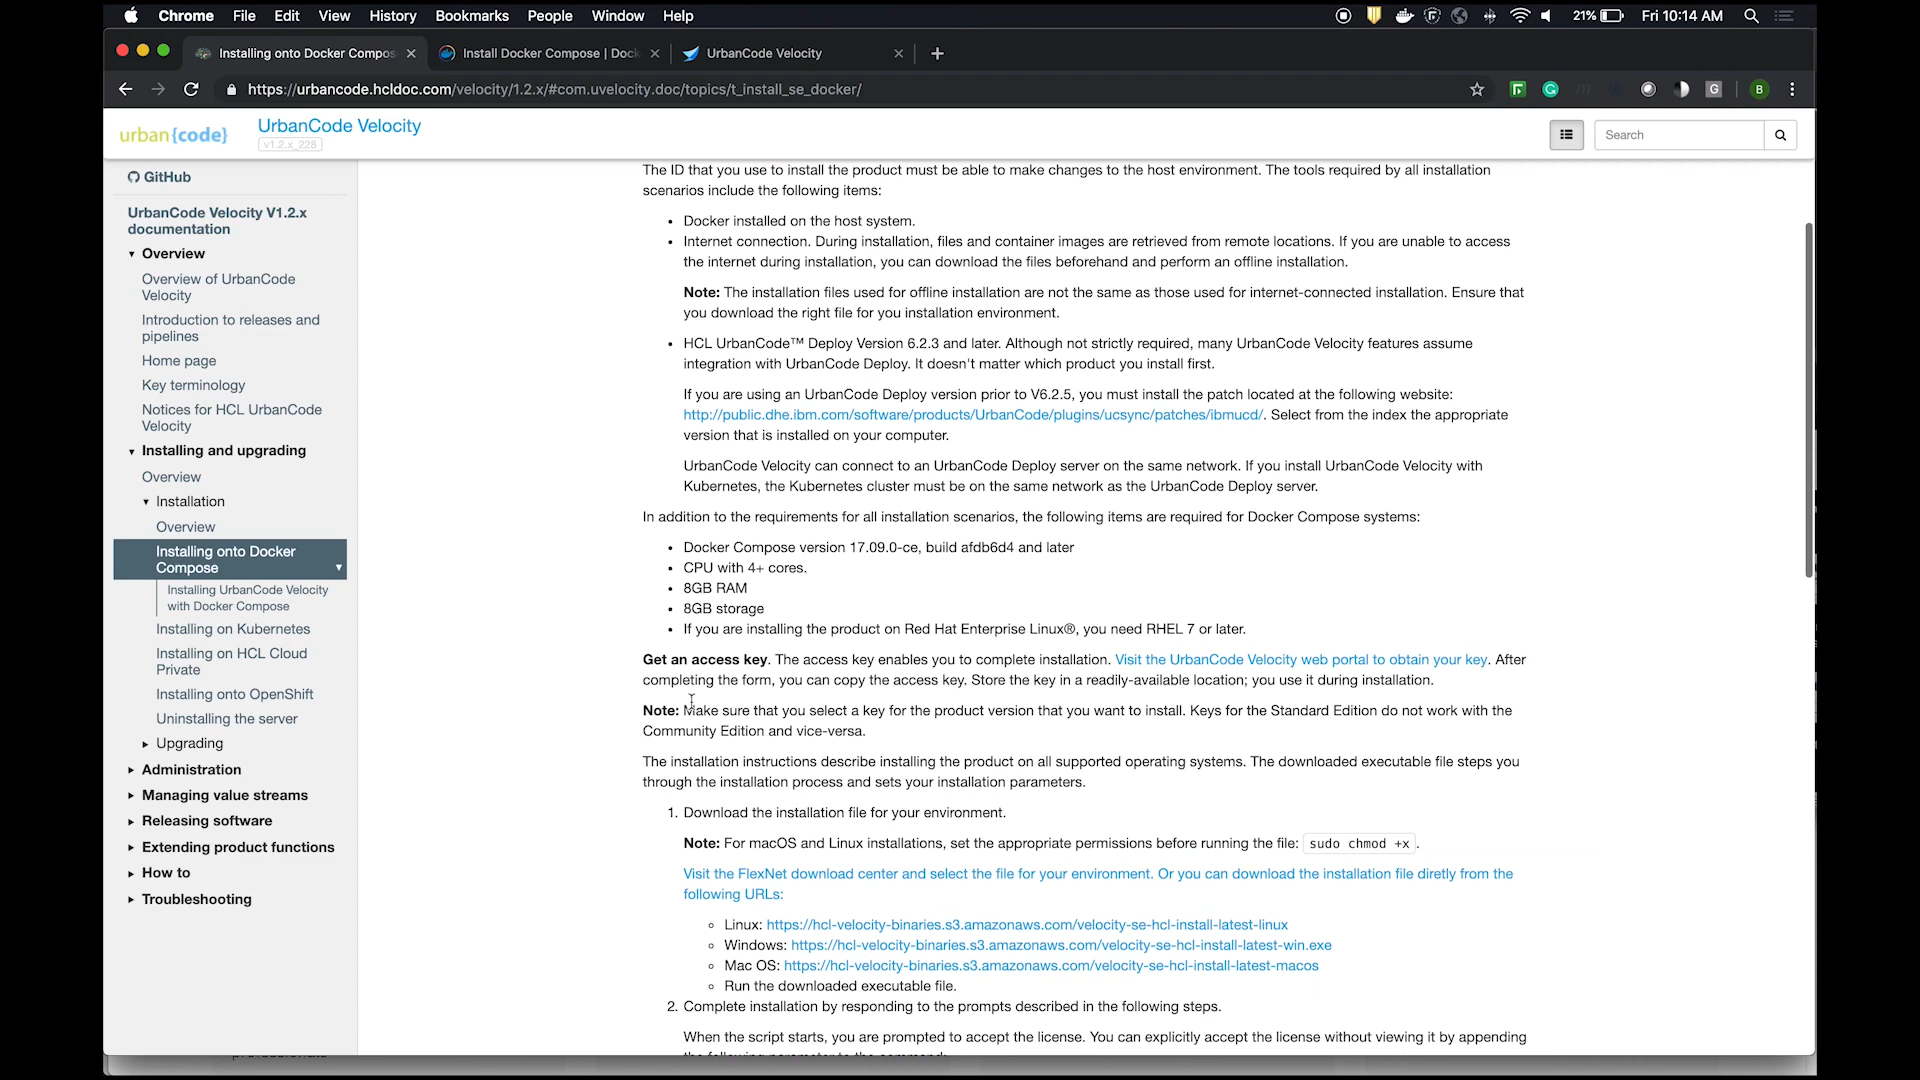 Chrome File Edit View History Bookmarks People Window Help 21% Fri 10:14 AM
Installing onto Docker Compos Install Docker Compose | Dock UrbanCode Velocity
https://urbancode.hcldoc.com/velocity/1.2.x/#com.uvelocity.doc/topics/t_install_se_docker/
urban{code} UrbanCode Velocity
v1.2.x_228
Search
GitHub
UrbanCode Velocity V1.2.x
documentation
Overview
Overview of UrbanCode
Velocity
Introduction to releases and
pipelines
Home page
Key terminology
Notices for HCL UrbanCode
Velocity
Installing and upgrading
Overview
Installation
Overview
Installing onto Docker
Compose
Installing UrbanCode Velocity
with Docker Compose
Installing on Kubernetes
Installing on HCL Cloud
Private
Installing onto OpenShift
Uninstalling the server
Upgrading
Administration
Managing value streams
Releasing software
Extending product functions
How to
Troubleshooting
The ID that you use to install the product must be able to make changes to the host environment. The tools required by all installation
scenarios include the following items:
• Docker installed on the host system.
• Internet connection. During installation, files and container images are retrieved from remote locations. If you are unable to access
the internet during installation, you can download the files beforehand and perform an offline installation.
Note: The installation files used for offline installation are not the same as those used for internet-connected installation. Ensure that
you download the right file for you installation environment.
• HCL UrbanCode™ Deploy Version 6.2.3 and later. Although not strictly required, many UrbanCode Velocity features assume
integration with UrbanCode Deploy. It doesn't matter which product you install first.
If you are using an UrbanCode Deploy version prior to V6.2.5, you must install the patch located at the following website:
http://public.dhe.ibm.com/software/products/UrbanCode/plugins/ucsync/patches/ibmucd/. Select from the index the appropriate
version that is installed on your computer.
UrbanCode Velocity can connect to an UrbanCode Deploy server on the same network. If you install UrbanCode Velocity with
Kubernetes, the Kubernetes cluster must be on the same network as the UrbanCode Deploy server.
In addition to the requirements for all installation scenarios, the following items are required for Docker Compose systems:
• Docker Compose version 17.09.0-ce, build afdb6d4 and later
• CPU with 4+ cores.
• 8GB RAM
• 8GB storage
• If you are installing the product on Red Hat Enterprise Linux®, you need RHEL 7 or later.
Get an access key. The access key enables you to complete installation. Visit the UrbanCode Velocity web portal to obtain your key. After
completing the form, you can copy the access key. Store the key in a readily-available location; you use it during installation.
Note: Make sure that you select a key for the product version that you want to install. Keys for the Standard Edition do not work with the
Community Edition and vice-versa.
The installation instructions describe installing the product on all supported operating systems. The downloaded executable file steps you
through the installation process and sets your installation parameters.
1. Download the installation file for your environment.
Note: For macOS and Linux installations, set the appropriate permissions before running the file: sudo chmod +x.
Visit the FlexNet download center and select the file for your environment. Or you can download the installation file diretly from the
following URLs:
Linux: https://hcl-velocity-binaries.s3.amazonaws.com/velocity-se-hcl-install-latest-linux
Windows: https://hcl-velocity-binaries.s3.amazonaws.com/velocity-se-hcl-install-latest-win.exe
Mac OS: https://hcl-velocity-binaries.s3.amazonaws.com/velocity-se-hcl-install-latest-macos
Run the downloaded executable file.
2. Complete installation by responding to the prompts described in the following steps.
When the script starts, you are prompted to accept the license. You can explicitly accept the license without viewing it by appending